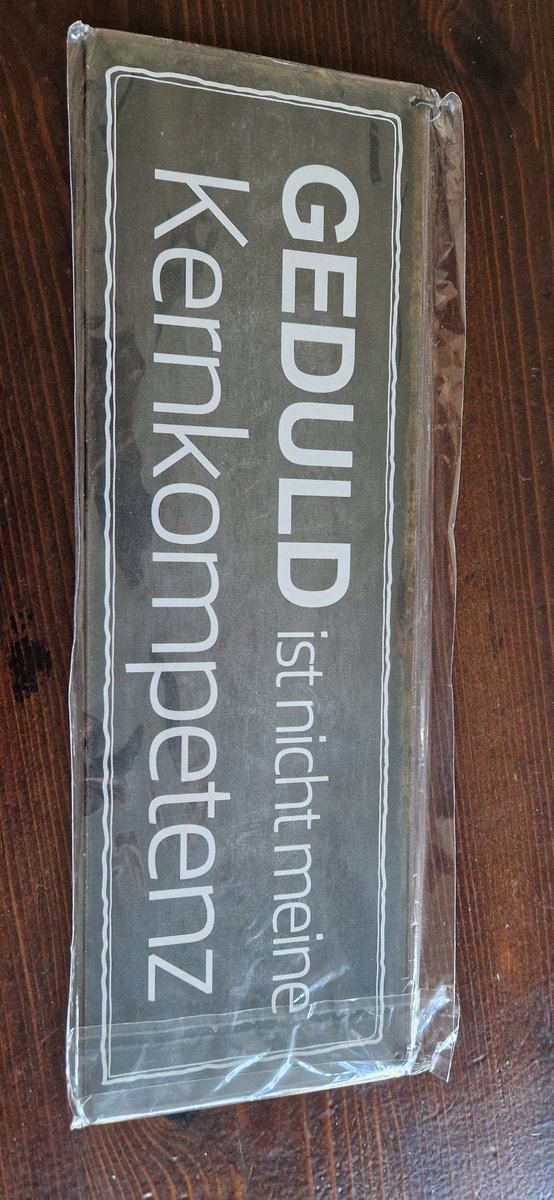 GEDULD ist nicht meine
Kernkompetenz